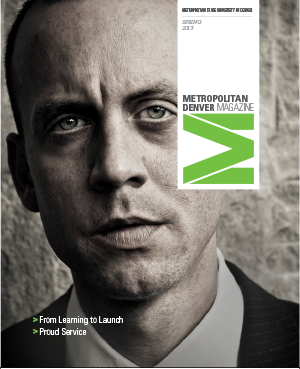 METROPOLITAN STATE UNIVERSITY OF DENVER
SPRING
2013
METROPOLITAN
DENVER MAGAZINE
M
> From Learning to Launch
> Proud Service